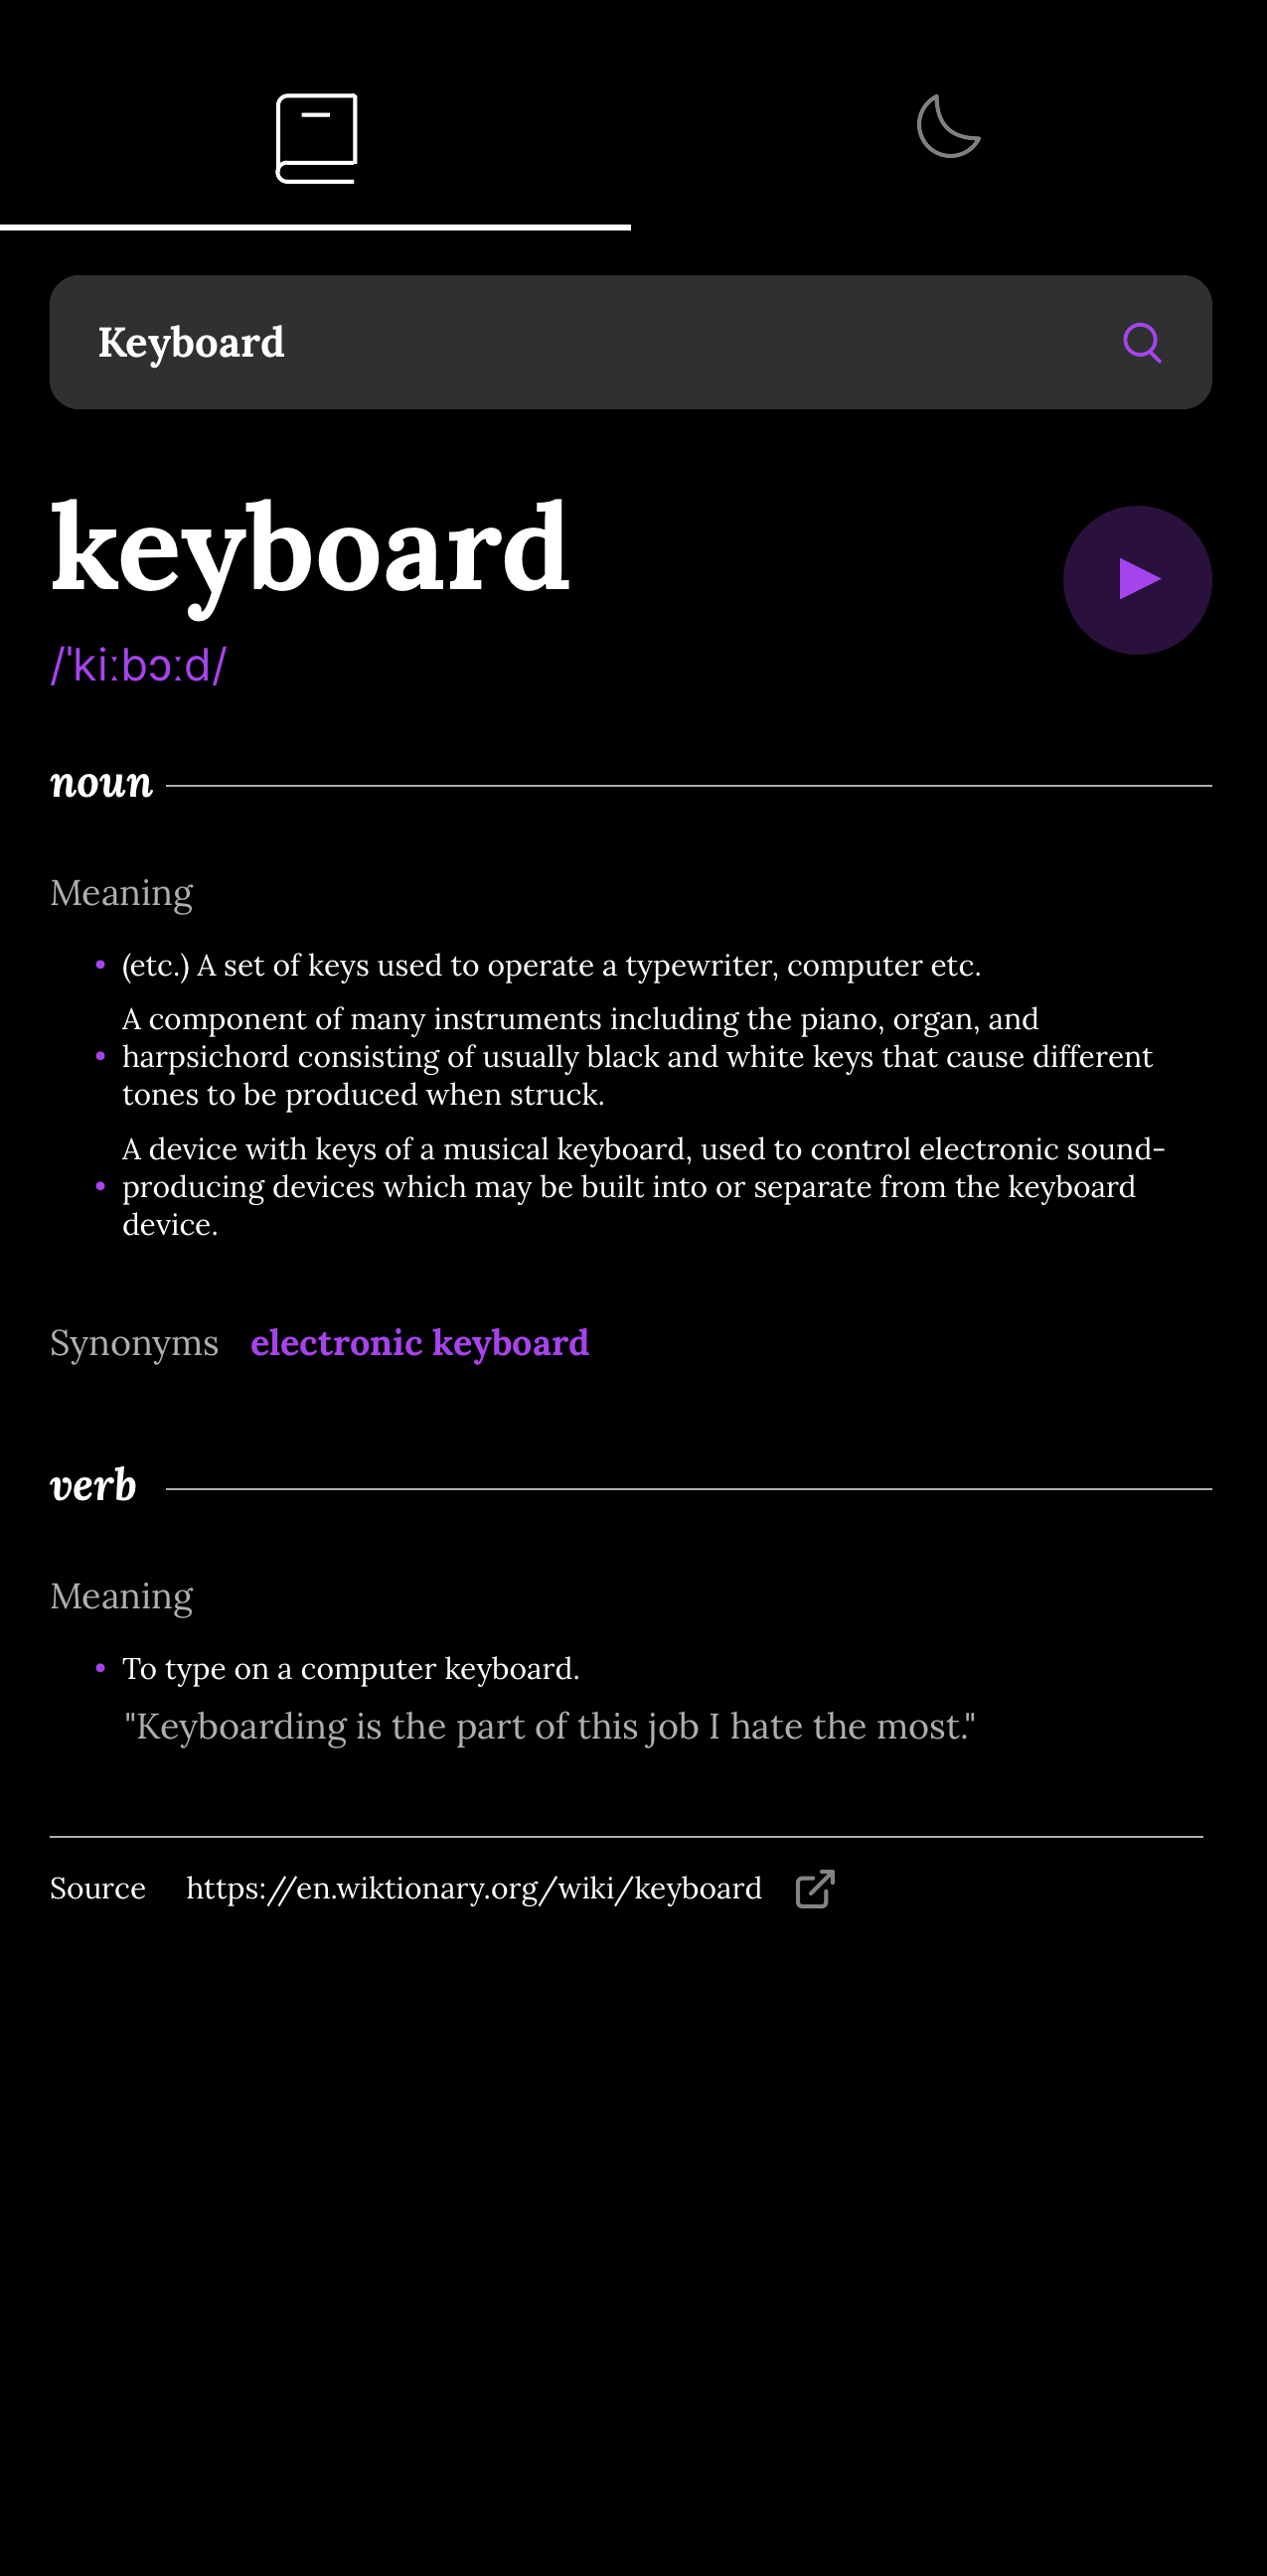 Keyboard
keyboard
/ˈkiːbɔːd/
noun
Meaning
• (etc.) A set of keys used to operate a typewriter, computer etc.
A component of many instruments including the piano, organ, and
• harpsichord consisting of usually black and white keys that cause different
tones to be produced when struck.
A device with keys of a musical keyboard, used to control electronic sound-
• producing devices which may be built into or separate from the keyboard
device.
Synonyms electronic keyboard
verb
Meaning
• To type on a computer keyboard.
"Keyboarding is the part of this job I hate the most."
Source https://en.wiktionary.org/wiki/keyboard